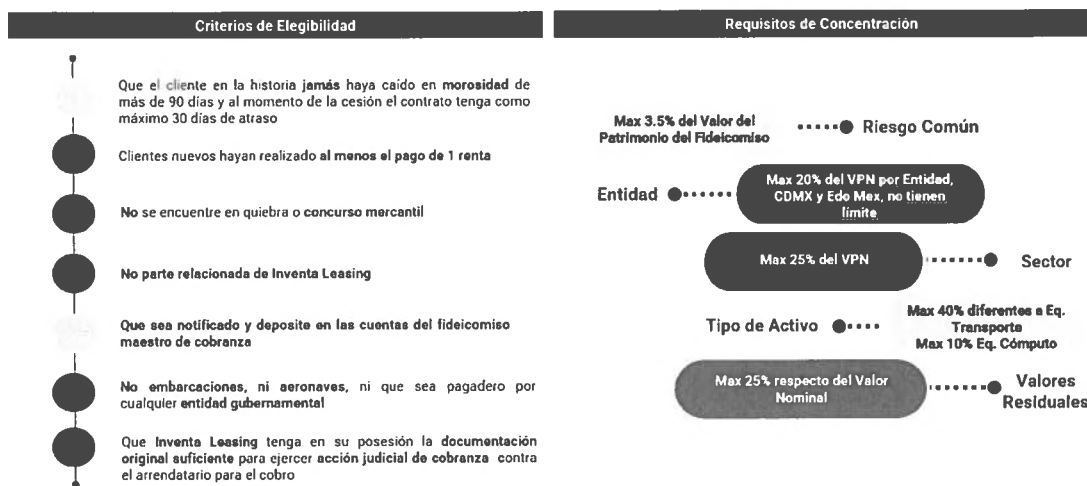 Criterios de Elegibilidad
Que el cliente en la historia jamás haya caído en morosidad de
más de 90 días y al momento de la cesión el contrato tenga como
máximo 30 días de atraso
Clientes nuevos hayan realizado al menos el pago de 1 renta
No se encuentre en quiebra o concurso mercantil
No parte relacionada de Inventa Leasing
Que sea notificado y deposite en las cuentas del fideicomiso
maestro de cobranza
No embarcaciones, ni aeronaves, ni que sea pagadero por
cualquier entidad gubernamental
Que Inventa Leasing tenga en su posesión la documentación
original suficiente para ejercer acción judicial de cobranza contra
el arrendatario para el cobro
Requisitos de Concentración
Max 3.5% del Valor del
Patrimonio del Fideicomiso
Riesgo Común
Entidad
Max 20% del VPN por Entidad,
CDMX y Edo Mex, no tienen
límite
Max 25% del VPN
Sector
Tipo de Activo
Max 40% diferentes a Eq.
Transporte
Max 10% Eq. Cómputo
Max 25% respecto del Valor
Nominal
Valores
Residuales